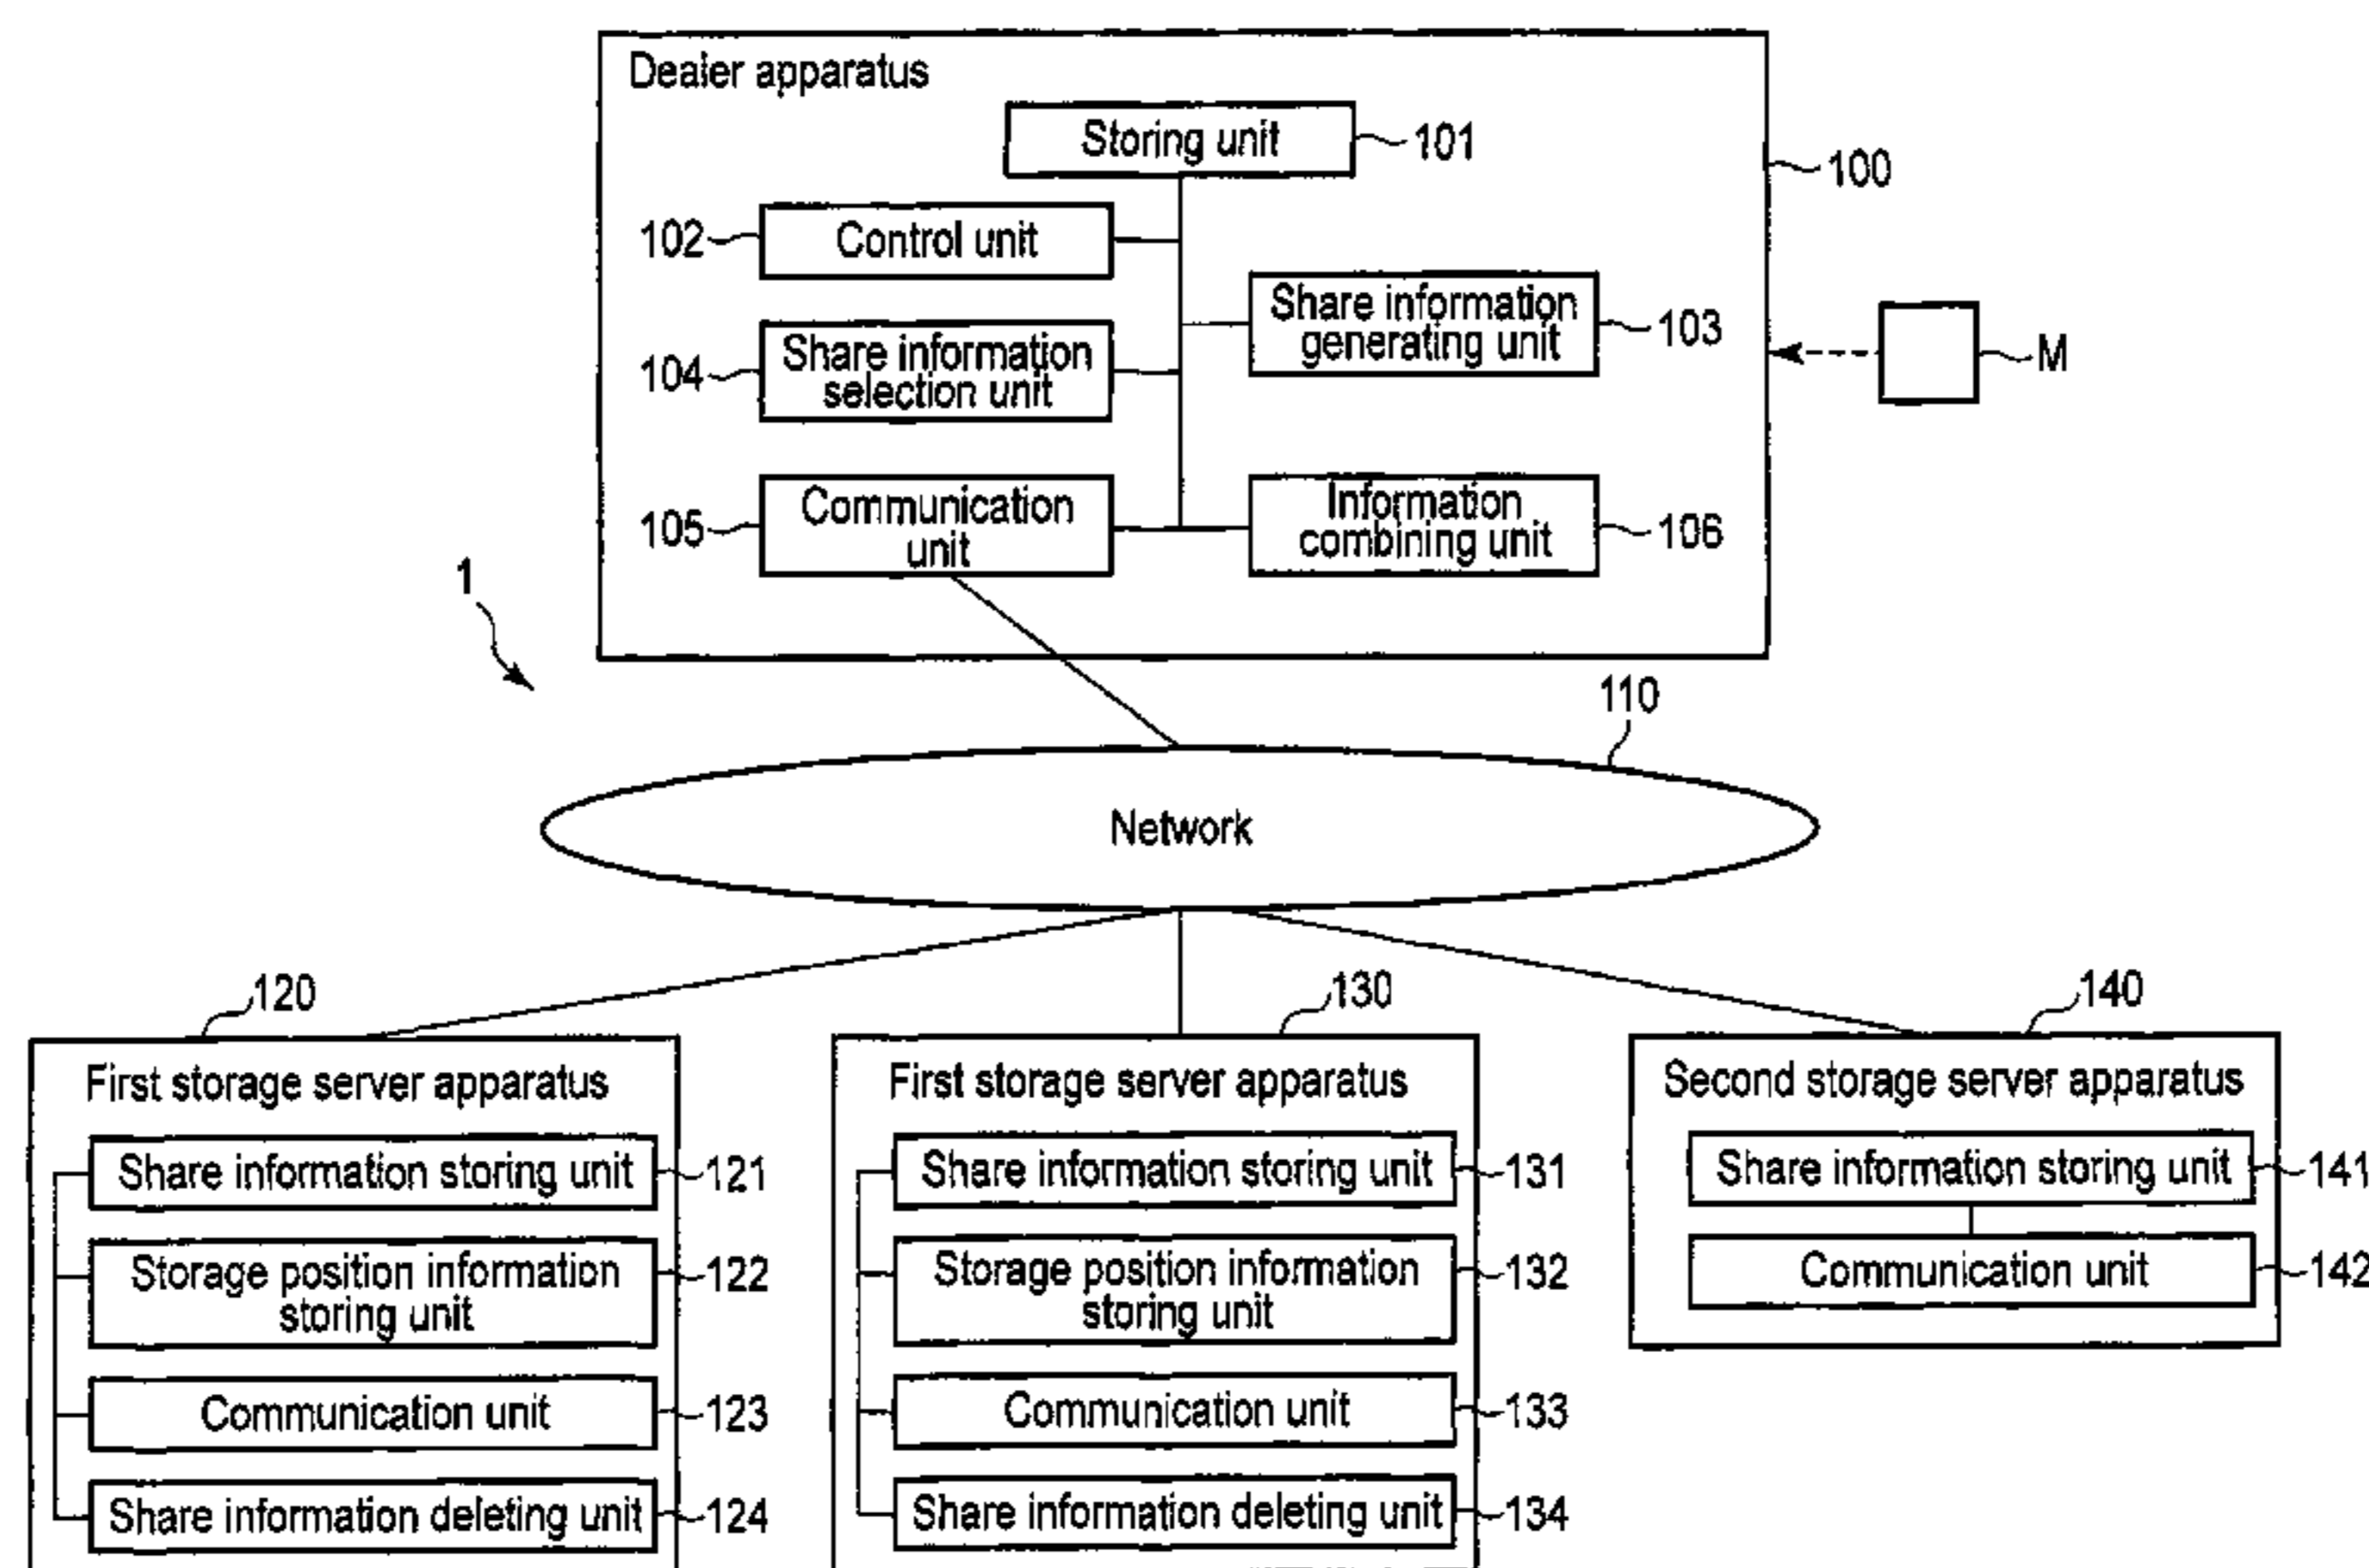 Dealer apparatus
Storing unit
101
100
102
Control unit
Share information
generating unit
103
M
104
Share information
selection unit
105
Communication
unit
Information
combining unit
106
1
110
Network
120
130
140
First storage server apparatus
Share information storing unit
121
Storage position information
storing unit
122
Communication unit
123
Share information deleting unit
124
First storage server apparatus
Share information storing unit
131
Storage position information
storing unit
132
Communication unit
133
Share information deleting unit
134
Second storage server apparatus
Share information storing unit
141
Communication unit
142